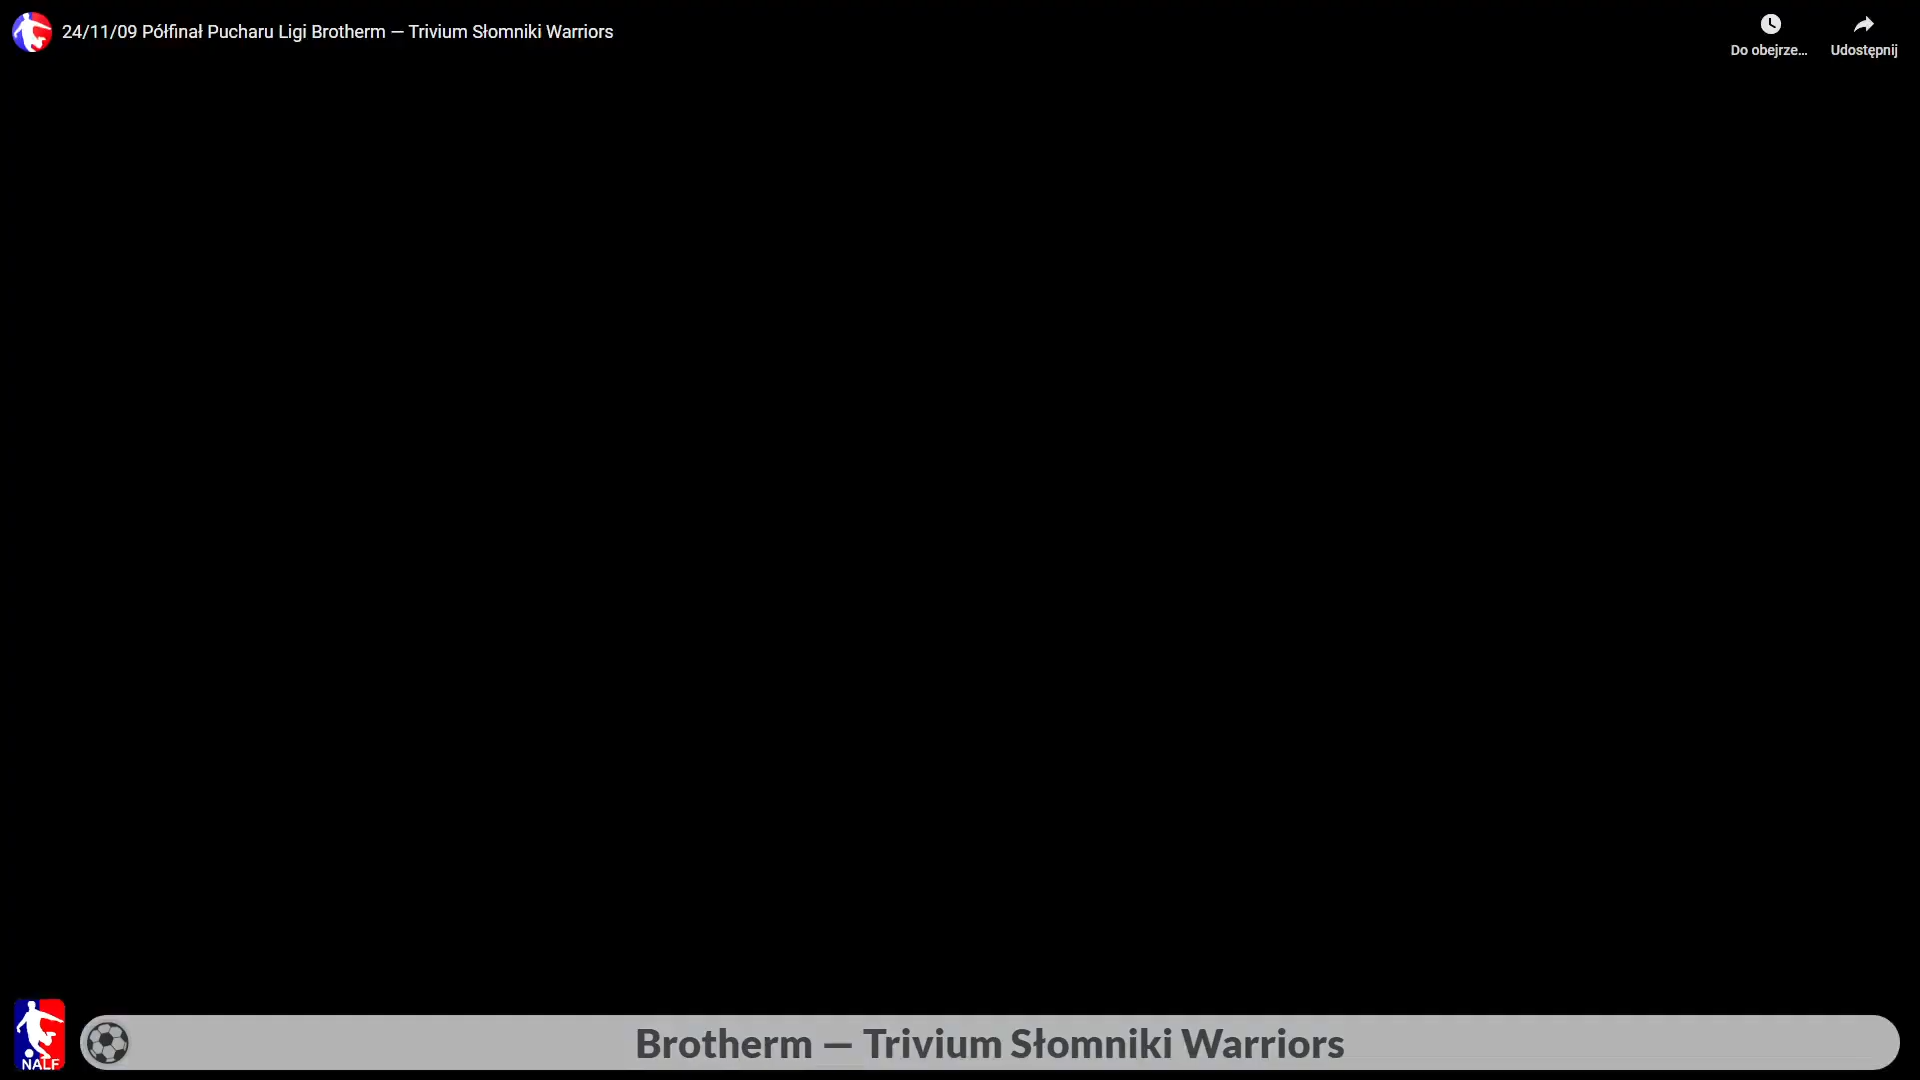 24/11/09 Półfinał Pucharu Ligi Brotherm — Trivium Słomniki Warriors
Do obejrze...
Udostępnij
NALF
Brotherm — Trivium Słomniki Warriors